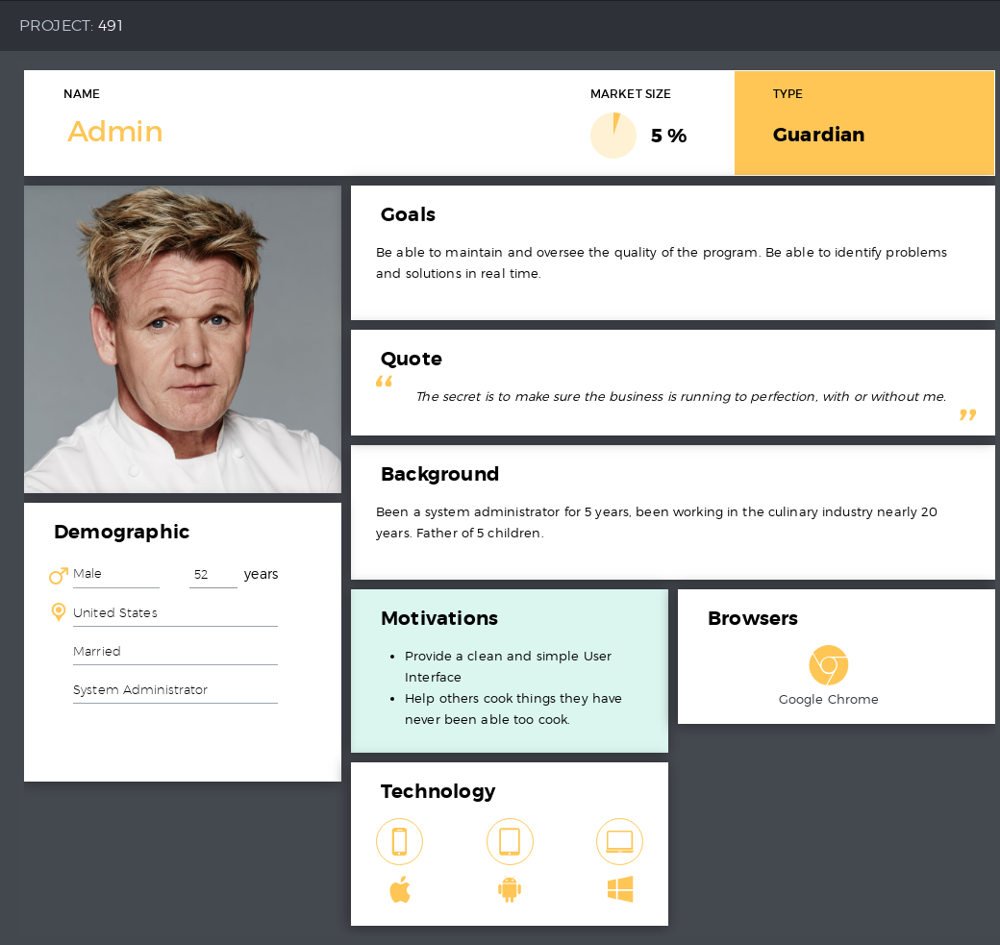 PROJECT: 491
NAME
Admin
MARKET SIZE
5 %
TYPE
Guardian
Goals
Be able to maintain and oversee the quality of the program. Be able to identify problems
and solutions in real time.
Quote
“
The secret is to make sure the business is running to perfection, with or without me.
”
Background
Been a system administrator for 5 years, been working in the culinary industry nearly 20
years. Father of 5 children.
Demographic
Male
52 years
United States
Married
System Administrator
Motivations
• Provide a clean and simple User
Interface
• Help others cook things they have
never been able too cook.
Browsers
Google Chrome
Technology